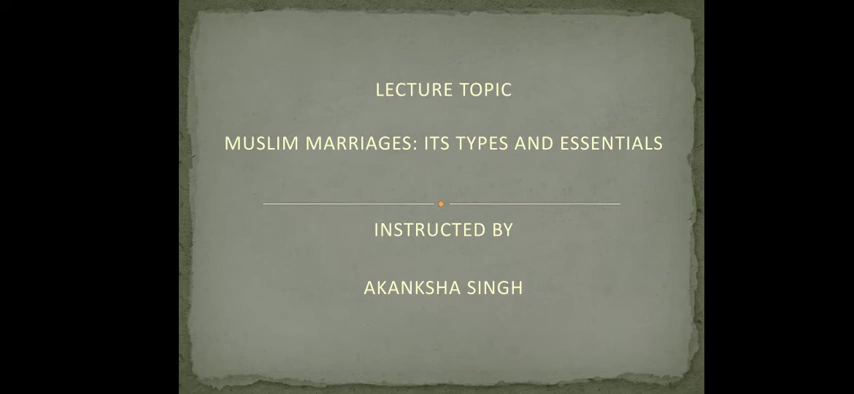 LECTURE TOPIC
MUSLIM MARRIAGES: ITS TYPES AND ESSENTIALS
INSTRUCTED BY
AKANKSHA SINGH